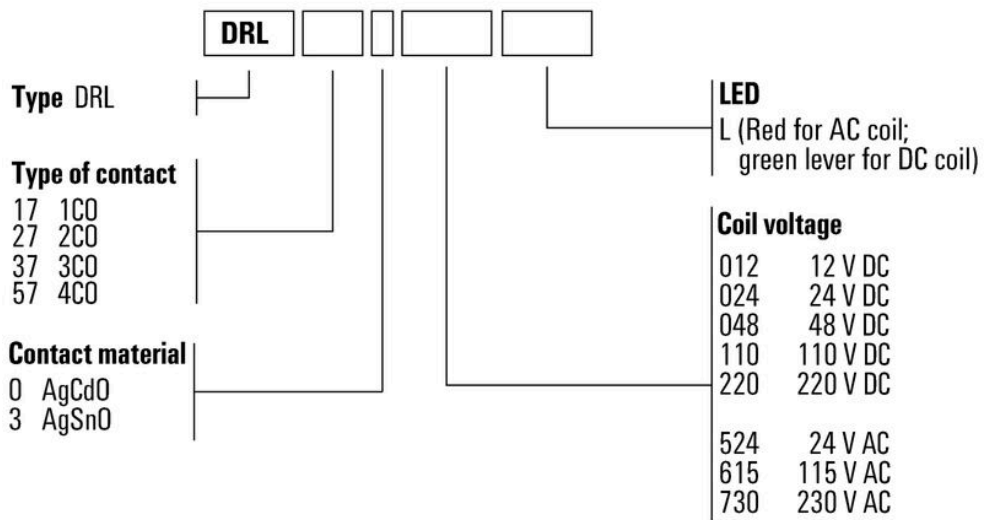 DRL
Type DRL
Type of contact
17 1CO
27 2CO
37 3CO
57 4CO
Contact material
0 AgCdO
3 AgSnO
LED
L (Red for AC coil;
green lever for DC coil)
Coil voltage
012 12 V DC
024 24 V DC
048 48 V DC
110 110 V DC
220 220 V DC
524 24 V AC
615 115 V AC
730 230 V AC